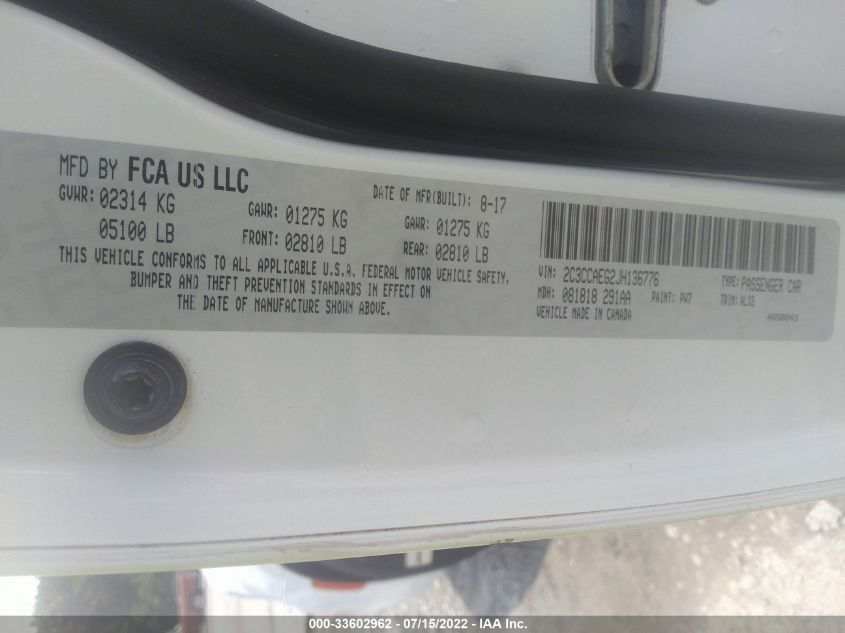 MFD BY FCA US LLC
DATE OF MFR(BUILT): 8-17
GVWR: 02314 KG
GAWR: 01275 KG
GAWR: 01275 KG
05100 LB
FRONT: 02810 LB
REAR: 02810 LB
THIS VEHICLE CONFORMS TO ALL APPLICABLE U.S.A. FEDERAL MOTOR VEHICLE SAFETY,
BUMPER AND THEFT PREVENTION STANDARDS IN EFFECT ON
THE DATE OF MANUFACTURE SHOWN ABOVE.
VIN: 2C3CCAEG2JH136776
TYPE: PASSENGER CAR
MDH: 081818 291AA
PAINT: PW7
TRIM: ALX2
VEHICLE MADE IN CANADA
000-33602962 - 07/15/2022 - IAA Inc.